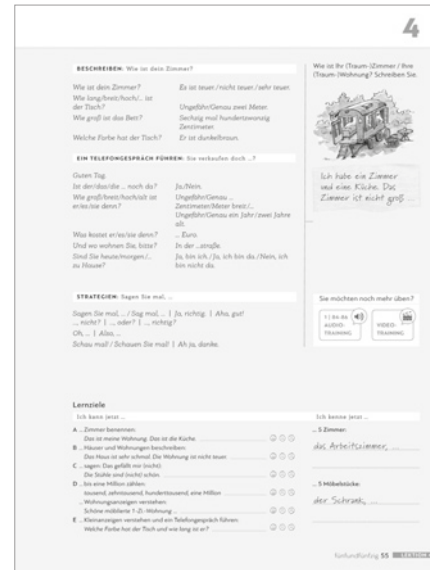 4
BESCHREIBEN: Wie ist dein Zimmer?
Wie ist dein Zimmer?
Es ist teuer./nicht teuer./sehr teuer.
Wie lang/breit/hoch/... ist
der Tisch?
Ungefähr/Genau zwei Meter.
Wie groß ist das Bett?
Sechzig mal hundertzwanzig
Zentimeter.
Welche Farbe hat der Tisch?
Er ist dunkelbraun.
EIN TELEFONGESPRÄCH FÜHREN: Sie verkaufen doch ...?
Guten Tag.
Ist der/das/die ... noch da?
Ja./Nein.
Wie groß/breit/hoch/alt ist
er/es/sie denn?
Ungefähr/Genau ...
Zentimeter/Meter breit/...
Ungefähr/Genau ein Jahr/zwei Jahre
alt.
Was kostet er/es/sie denn?
... Euro.
Und wo wohnen Sie, bitte?
In der ...straße.
Sind Sie heute/morgen/...
zu Hause?
Ja, bin ich./Ja, ich bin da./Nein, ich
bin nicht da.
STRATEGIEN: Sagen Sie mal, ...
Sagen Sie mal, ... / Sag mal, ... | Ja, richtig. | Aha, gut!
..., nicht? | ..., oder? | ..., richtig?
Oh, ... | Also, ...
Schau mal! / Schauen Sie mal! | Ah ja, danke.
Wie ist Ihr (Traum-)Zimmer / Ihre
(Traum-)Wohnung? Schreiben Sie.
Ich habe ein Zimmer
und eine Küche. Das
Zimmer ist nicht groß ...
Sie möchten noch mehr üben?
AUDIO-
TRAINING
VIDEO-
TRAINING
Lernziele
Ich kann jetzt ...
A ... Zimmer benennen:
Das ist meine Wohnung. Das ist die Küche.
B ... Häuser und Wohnungen beschreiben:
Das Haus ist sehr schmal. Die Wohnung ist nicht teuer.
C ... sagen: Das gefällt mir (nicht):
Die Stühle sind (nicht) schön.
D ... bis eine Million zählen:
tausend, zehntausend, hunderttausend, eine Million
... Wohnungsanzeigen verstehen:
Schöne möblierte 1-Zi.-Wohnung ...
E ... Kleinanzeigen verstehen und ein Telefongespräch führen:
Welche Farbe hat der Tisch und wie lang ist er?
Ich kenne jetzt ...
... 5 Zimmer:
das Arbeitszimmer, ...
... 5 Möbelstücke:
der Schrank, ...
fünfundfünfzig 55 LEKTION